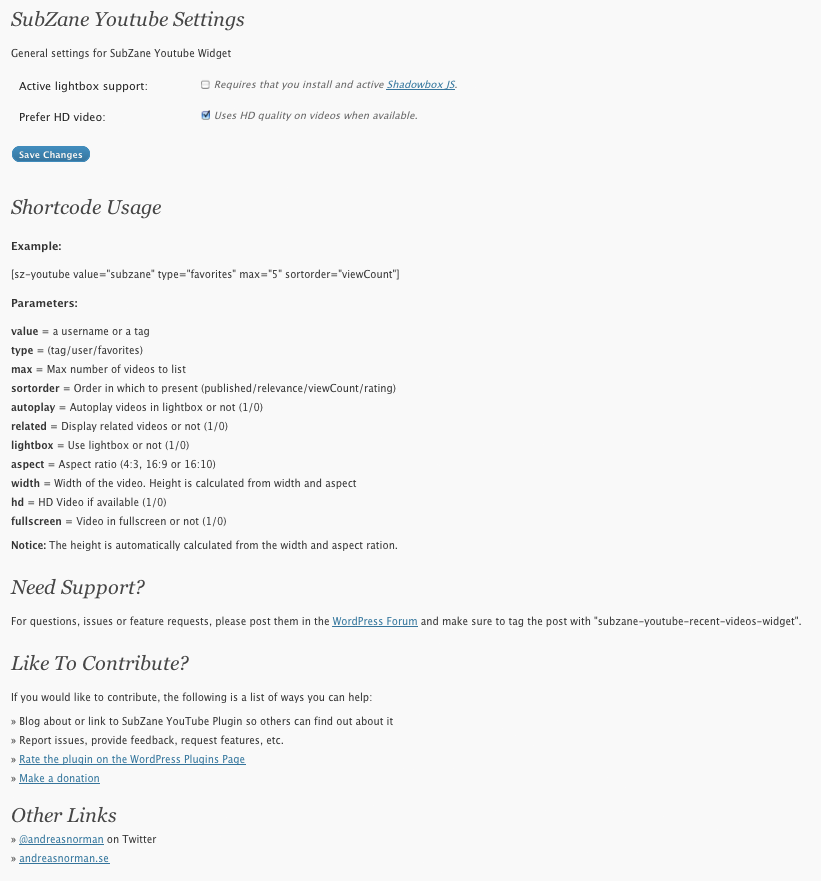 SubZane Youtube Settings
General settings for SubZane Youtube Widget
Active lightbox support: Requires that you install and active Shadowbox JS.
Prefer HD video: Uses HD quality on videos when available.
Save Changes
Shortcode Usage
Example:
[sz-youtube value="subzane" type="favorites" max="5" sortorder="viewCount"]
Parameters:
value = a username or a tag
type = (tag/user/favorites)
max = Max number of videos to list
sortorder = Order in which to present (published/relevance/viewCount/rating)
autoplay = Autoplay videos in lightbox or not (1/0)
related = Display related videos or not (1/0)
lightbox = Use lightbox or not (1/0)
aspect = Aspect ratio (4:3, 16:9 or 16:10)
width = Width of the video. Height is calculated from width and aspect
hd = HD Video if available (1/0)
fullscreen = Video in fullscreen or not (1/0)
Notice: The height is automatically calculated from the width and aspect ration.
Need Support?
For questions, issues or feature requests, please post them in the WordPress Forum and make sure to tag the post with "subzane-youtube-recent-videos-widget".
Like To Contribute?
If you would like to contribute, the following is a list of ways you can help:
» Blog about or link to SubZane YouTube Plugin so others can find out about it
» Report issues, provide feedback, request features, etc.
» Rate the plugin on the WordPress Plugins Page
» Make a donation
Other Links
» @andreasnorman on Twitter
» andreasnorman.se